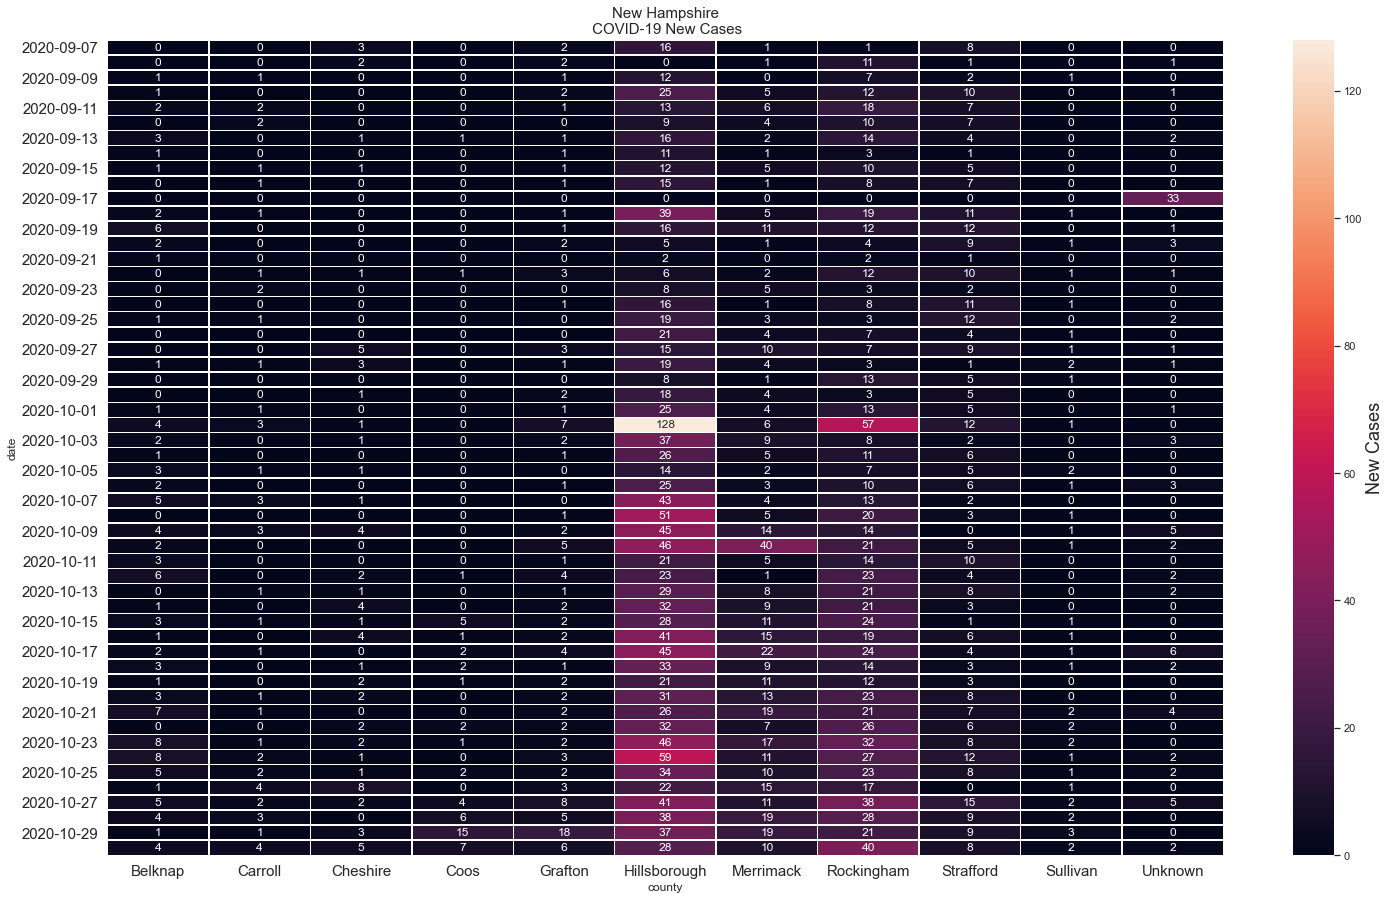 New Hampshire
COVID-19 New Cases
2020-09-07 0 0 3 0 2 16 1 1 8 0 0
0 0 2 0 2 0 1 11 1 0 1
2020-09-09 1 1 0 0 1 12 0 7 2 1 0
1 0 0 0 2 25 5 12 10 0 1
2020-09-11 2 2 0 0 1 13 6 18 7 0 0
0 2 0 0 0 9 4 10 7 0 0
2020-09-13 3 0 1 1 1 16 2 14 4 0 2
1 0 0 0 1 11 1 3 1 0 0
2020-09-15 1 1 1 0 1 12 5 10 5 0 0
0 1 0 0 1 15 1 8 7 0 0
2020-09-17 0 0 0 0 0 0 0 0 0 0 33
2 1 0 0 1 39 5 19 11 1 0
2020-09-19 6 0 0 0 1 16 11 12 12 0 1
2 0 0 0 2 5 1 4 9 1 3
2020-09-21 1 0 0 0 0 2 0 2 1 0 0
0 1 1 1 3 6 2 12 10 1 1
2020-09-23 0 2 0 0 0 8 5 3 2 0 0
0 0 0 0 1 16 1 8 11 1 0
2020-09-25 1 1 0 0 0 19 3 3 12 0 2
0 0 0 0 0 21 4 7 4 1 0
2020-09-27 0 0 5 0 3 15 10 7 9 1 1
1 1 3 0 1 19 4 3 1 2 1
2020-09-29 0 0 0 0 0 8 1 13 5 1 0
0 0 1 0 2 18 4 3 5 0 0
2020-10-01 1 1 0 0 1 25 4 13 5 0 1
4 3 1 0 7 128 6 57 12 1 0
2020-10-03 2 0 1 0 2 37 9 8 2 0 3
1 0 0 0 1 26 5 11 6 0 0
2020-10-05 3 1 1 0 0 14 2 7 5 2 0
2 0 0 0 1 25 3 10 6 1 3
2020-10-07 5 3 1 0 0 43 4 13 2 0 0
0 0 0 0 1 51 5 20 3 1 0
2020-10-09 4 3 4 0 2 45 14 14 0 1 5
2 0 0 0 5 46 40 21 5 1 2
2020-10-11 3 0 0 0 1 21 5 14 10 0 0
6 0 2 1 4 23 1 23 4 0 2
2020-10-13 0 1 1 0 1 29 8 21 8 0 2
1 0 4 0 2 32 9 21 3 0 0
2020-10-15 3 1 1 5 2 28 11 24 1 1 0
1 0 4 1 2 41 15 19 6 1 0
2020-10-17 2 1 0 2 4 45 22 24 4 1 6
3 0 1 2 1 33 9 14 3 1 2
2020-10-19 1 0 2 1 2 21 11 12 3 0 0
3 1 2 0 2 31 13 23 8 0 0
2020-10-21 7 1 0 0 2 26 19 21 7 2 4
0 0 2 2 2 32 7 26 6 2 0
2020-10-23 8 1 2 1 2 46 17 32 8 2 0
8 2 1 0 3 59 11 27 12 1 2
2020-10-25 5 2 1 2 2 34 10 23 8 1 2
1 4 8 0 3 22 15 17 0 1 0
2020-10-27 5 2 2 4 8 41 11 38 15 2 5
4 3 0 6 5 38 19 28 9 2 0
2020-10-29 1 1 3 15 18 37 19 21 9 3 0
4 4 5 7 6 28 10 40 8 2 2
Belknap Carroll Cheshire Coos Grafton Hillsborough Merrimack Rockingham Strafford Sullivan Unknown
county
date
120
100
80
60
40
20
0
New Cases